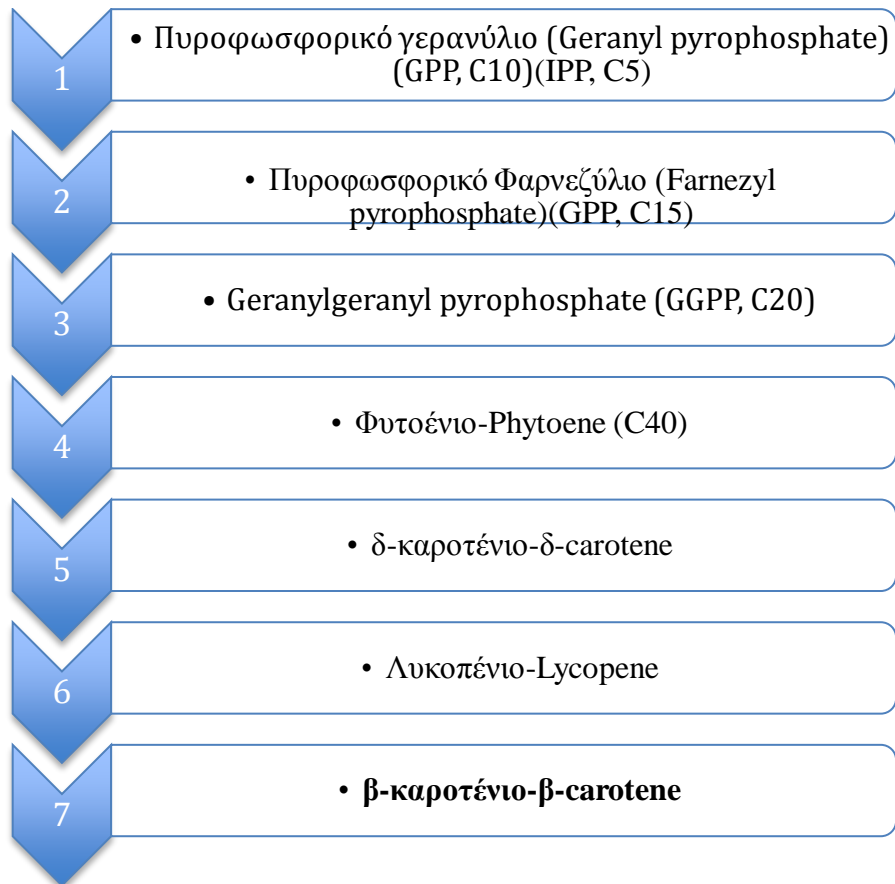 1
• Πυροφωσφορικό γερανύλιο (Geranyl pyrophosphate)
(GPP, C10)(IPP, C5)
2
• Πυροφωσφορικό Φαρνεζύλιο (Farnezyl
pyrophosphate)(GPP, C15)
3
• Geranylgeranyl pyrophosphate (GGPP, C20)
4
• Φυτοένιο-Phytoene (C40)
5
• δ-καροτένιο-δ-carotene
6
• Λυκοπένιο-Lycopene
7
• β-καροτένιο-β-carotene